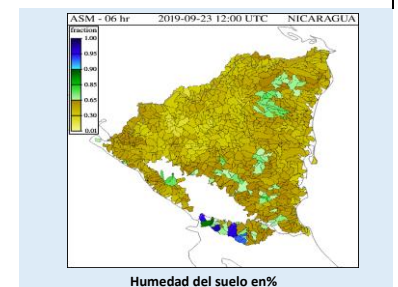 ASM - 06 hr 2019-09-23 12:00 UTC NICARAGUA
fraction
1.00
0.95
0.90
0.85
0.65
0.30
0.01
Humedad del suelo en%